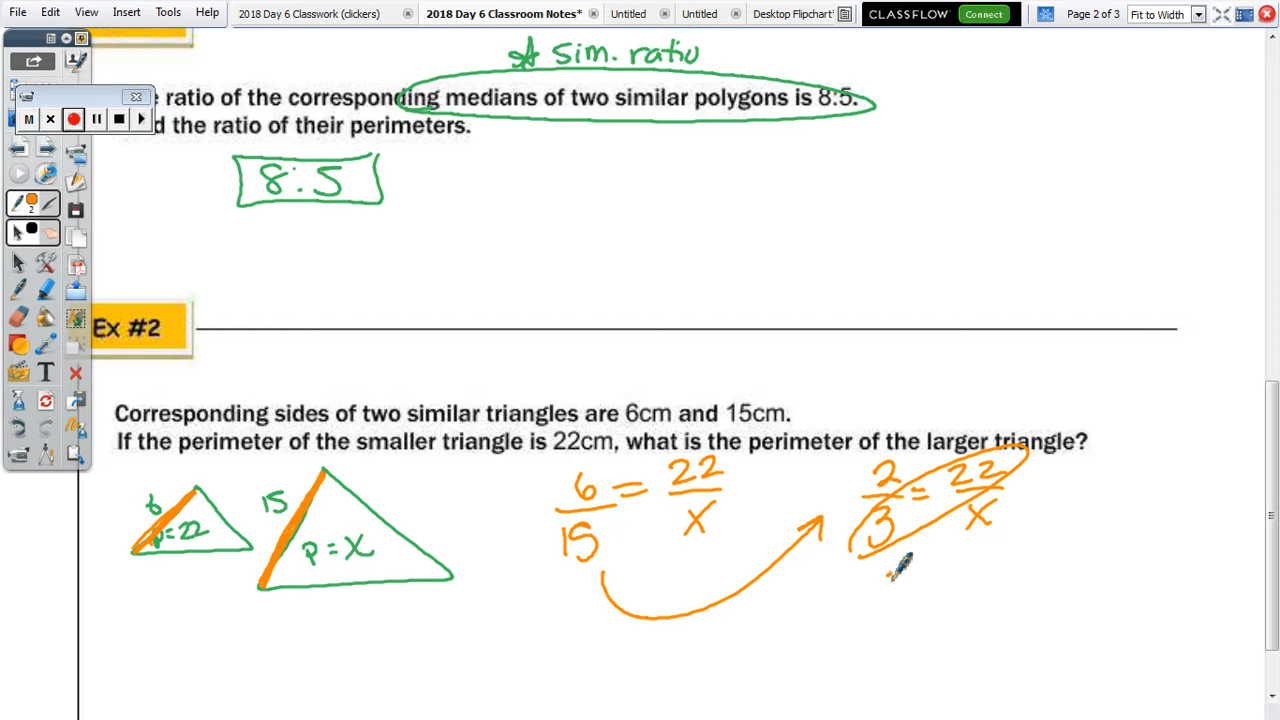 File Edit View Insert Tools Help
2018 Day 6 Classwork (clickers) 2018 Day 6 Classroom Notes* Untitled Untitled Desktop Flipchart CLASSFLOW Connect Page 2 of 3 Fit to Width
Sim. ratio
ratio of the corresponding medians of two similar polygons is 8:5.
d the ratio of their perimeters.
M
8:5
2
Ex #2
T
Corresponding sides of two similar triangles are 6cm and 15cm.
If the perimeter of the smaller triangle is 22cm, what is the perimeter of the larger triangle?
6
p=22
15
p=x
6/15 = 22/x
2/3 = 22/x